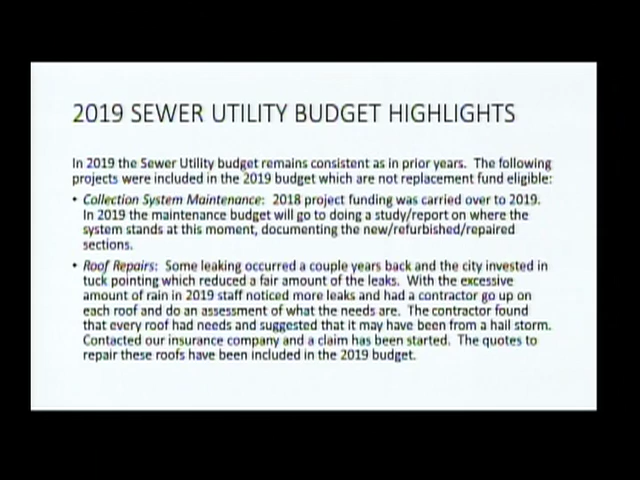 2019 SEWER UTILITY BUDGET HIGHLIGHTS
In 2019 the Sewer Utility budget remains consistent as in prior years. The following
projects were included in the 2019 budget which are not replacement fund eligible:
• Collection System Maintenance: 2018 project funding was carried over to 2019.
In 2019 the maintenance budget will go to doing a study/report on where the
system stands at this moment, documenting the new/refurbished/repaired
sections.
• Roof Repairs: Some leaking occurred a couple years back and the city invested in
tuck pointing which reduced a fair amount of the leaks. With the excessive
amount of rain in 2019 staff noticed more leaks and had a contractor go up on
each roof and do an assessment of what the needs are. The contractor found
that every roof had needs and suggested that it may have been from a hail storm.
Contacted our insurance company and a claim has been started. The quotes to
repair these roofs have been included in the 2019 budget.